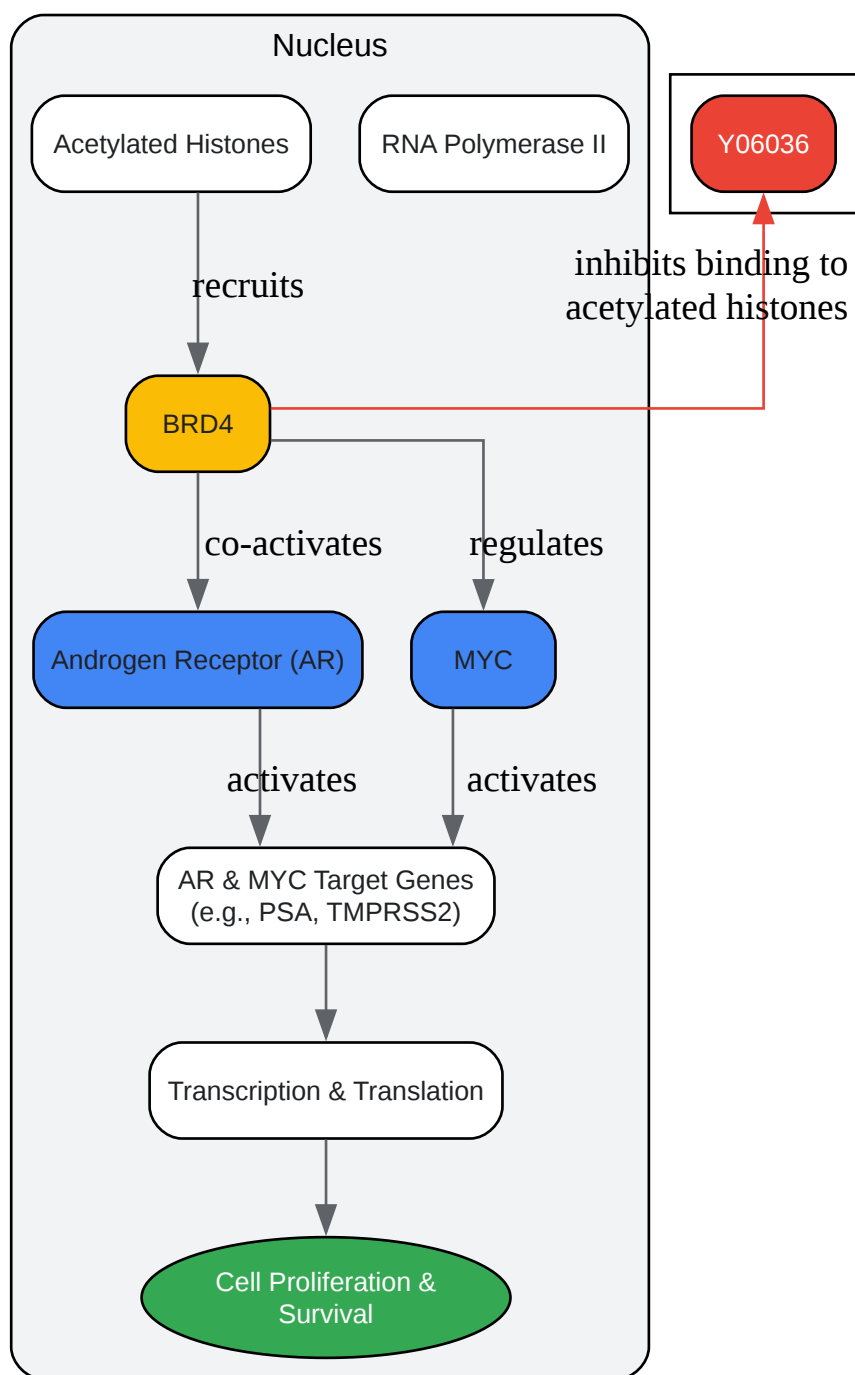 Nucleus
Acetylated Histones
RNA Polymerase II
Y06036
inhibits binding to
acetylated histones
recruits
BRD4
co-activates
regulates
Androgen Receptor (AR)
MYC
activates
activates
AR & MYC Target Genes
(e.g., PSA, TMPRSS2)
Transcription & Translation
Cell Proliferation &
Survival